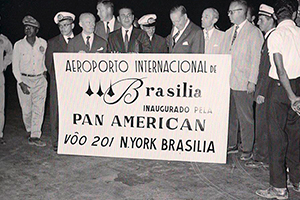 AEROPORTO INTERNACIONAL DE
Brasilia
INAUGURADO PELA
PAN AMERICAN
VÔO 201 N.YORK BRASILIA